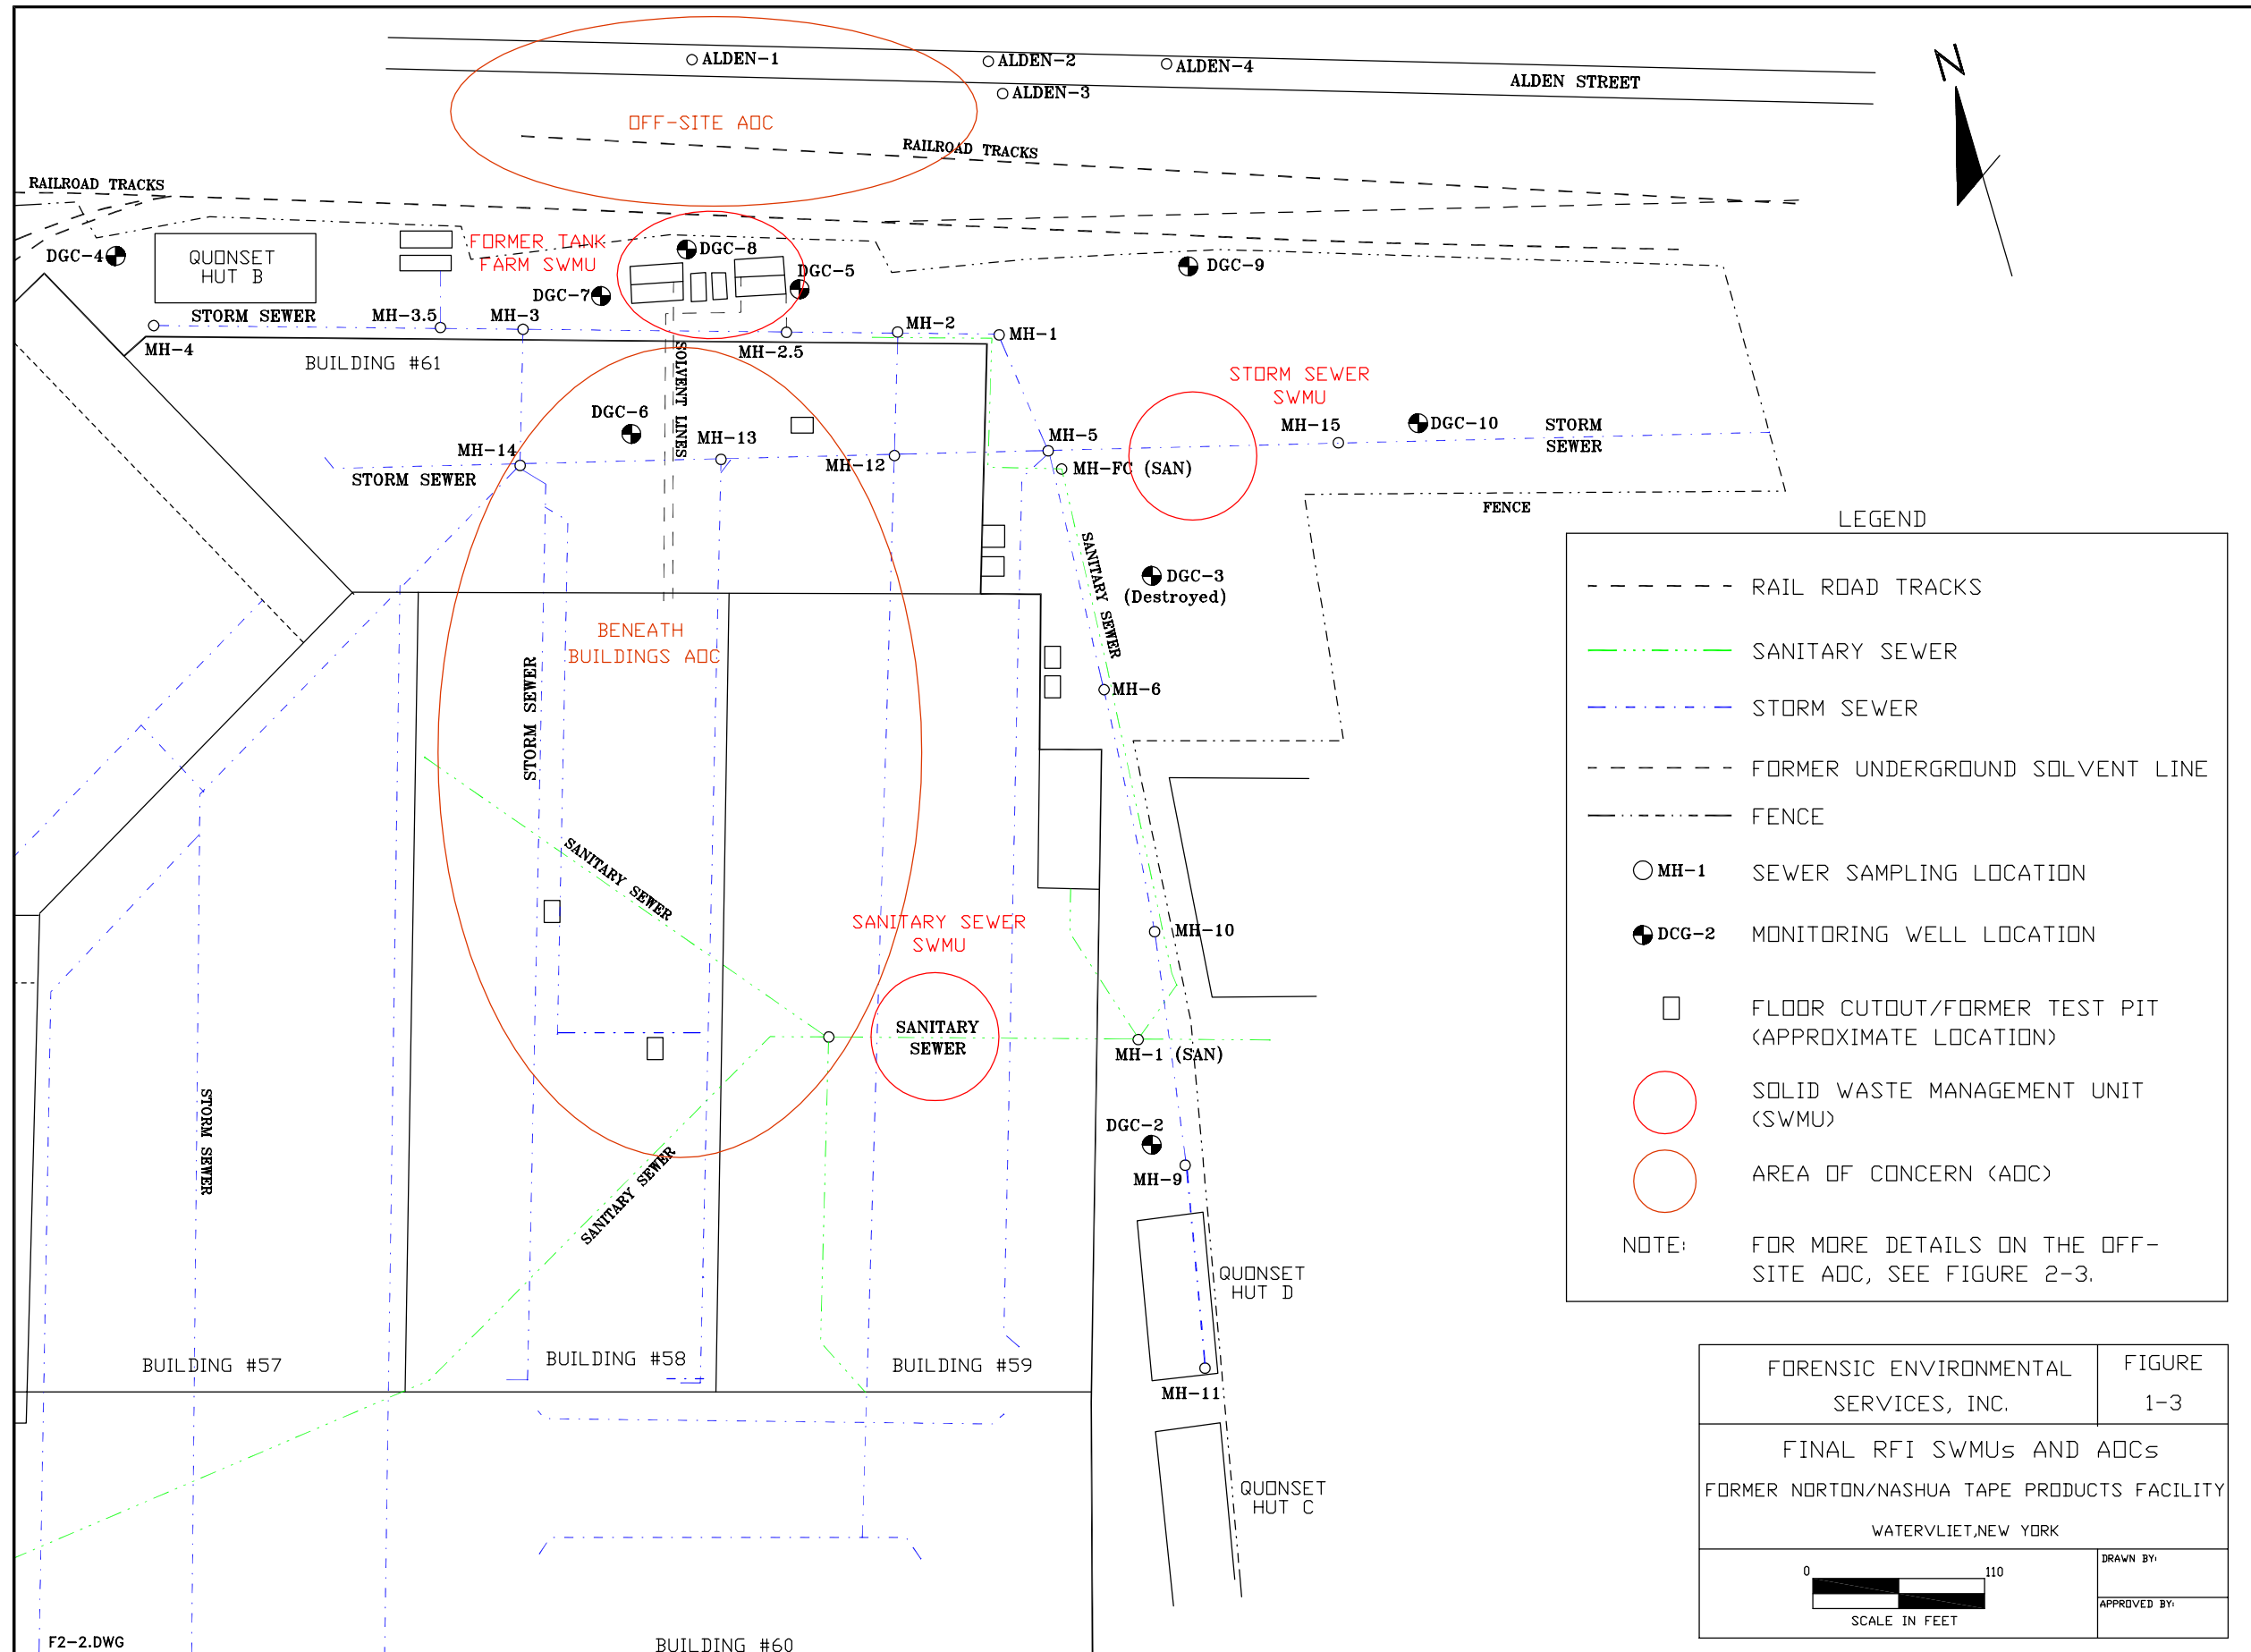 ALDEN-1
ALDEN-2
ALDEN-4
ALDEN-3
ALDEN STREET
N
OFF-SITE AOC
RAILROAD TRACKS
RAILROAD TRACKS
DGC-4
QUONSET
HUT B
FORMER TANK
FARM SWMU
DGC-8
DGC-5
DGC-7
DGC-9
STORM SEWER
MH-3.5
MH-3
MH-2
MH-1
MH-4
MH-2.5
BUILDING #61
SOLVENT LINES
STORM SEWER
SWMU
DGC-6
MH-13
MH-14
MH-12
MH-5
MH-15
DGC-10
STORM
SEWER
STORM SEWER
MH-FC (SAN)
FENCE
SANITARY SEWER
DGC-3
(Destroyed)
BENEATH
BUILDINGS AOC
STORM SEWER
MH-6
SANITARY SEWER
SANITARY SEWER
SWMU
MH-10
SANITARY
SEWER
MH-1 (SAN)
STORM SEWER
DGC-2
MH-9
SANITARY SEWER
QUONSET
HUT D
BUILDING #57
BUILDING #58
BUILDING #59
MH-11
QUONSET
HUT C
F2-2.DWG
BUILDING #60
LEGEND
RAIL ROAD TRACKS
SANITARY SEWER
STORM SEWER
FORMER UNDERGROUND SOLVENT LINE
FENCE
MH-1 SEWER SAMPLING LOCATION
DCG-2 MONITORING WELL LOCATION
FLOOR CUTOUT/FORMER TEST PIT
(APPROXIMATE LOCATION)
SOLID WASTE MANAGEMENT UNIT
(SWMU)
AREA OF CONCERN (AOC)
NOTE: FOR MORE DETAILS ON THE OFF-
SITE AOC, SEE FIGURE 2-3.
FORENSIC ENVIRONMENTAL
SERVICES, INC.
FIGURE
1-3
FINAL RFI SWMUs AND AOCs
FORMER NORTON/NASHUA TAPE PRODUCTS FACILITY
WATERVLIET,NEW YORK
0 110
SCALE IN FEET
DRAWN BY:
APPROVED BY: